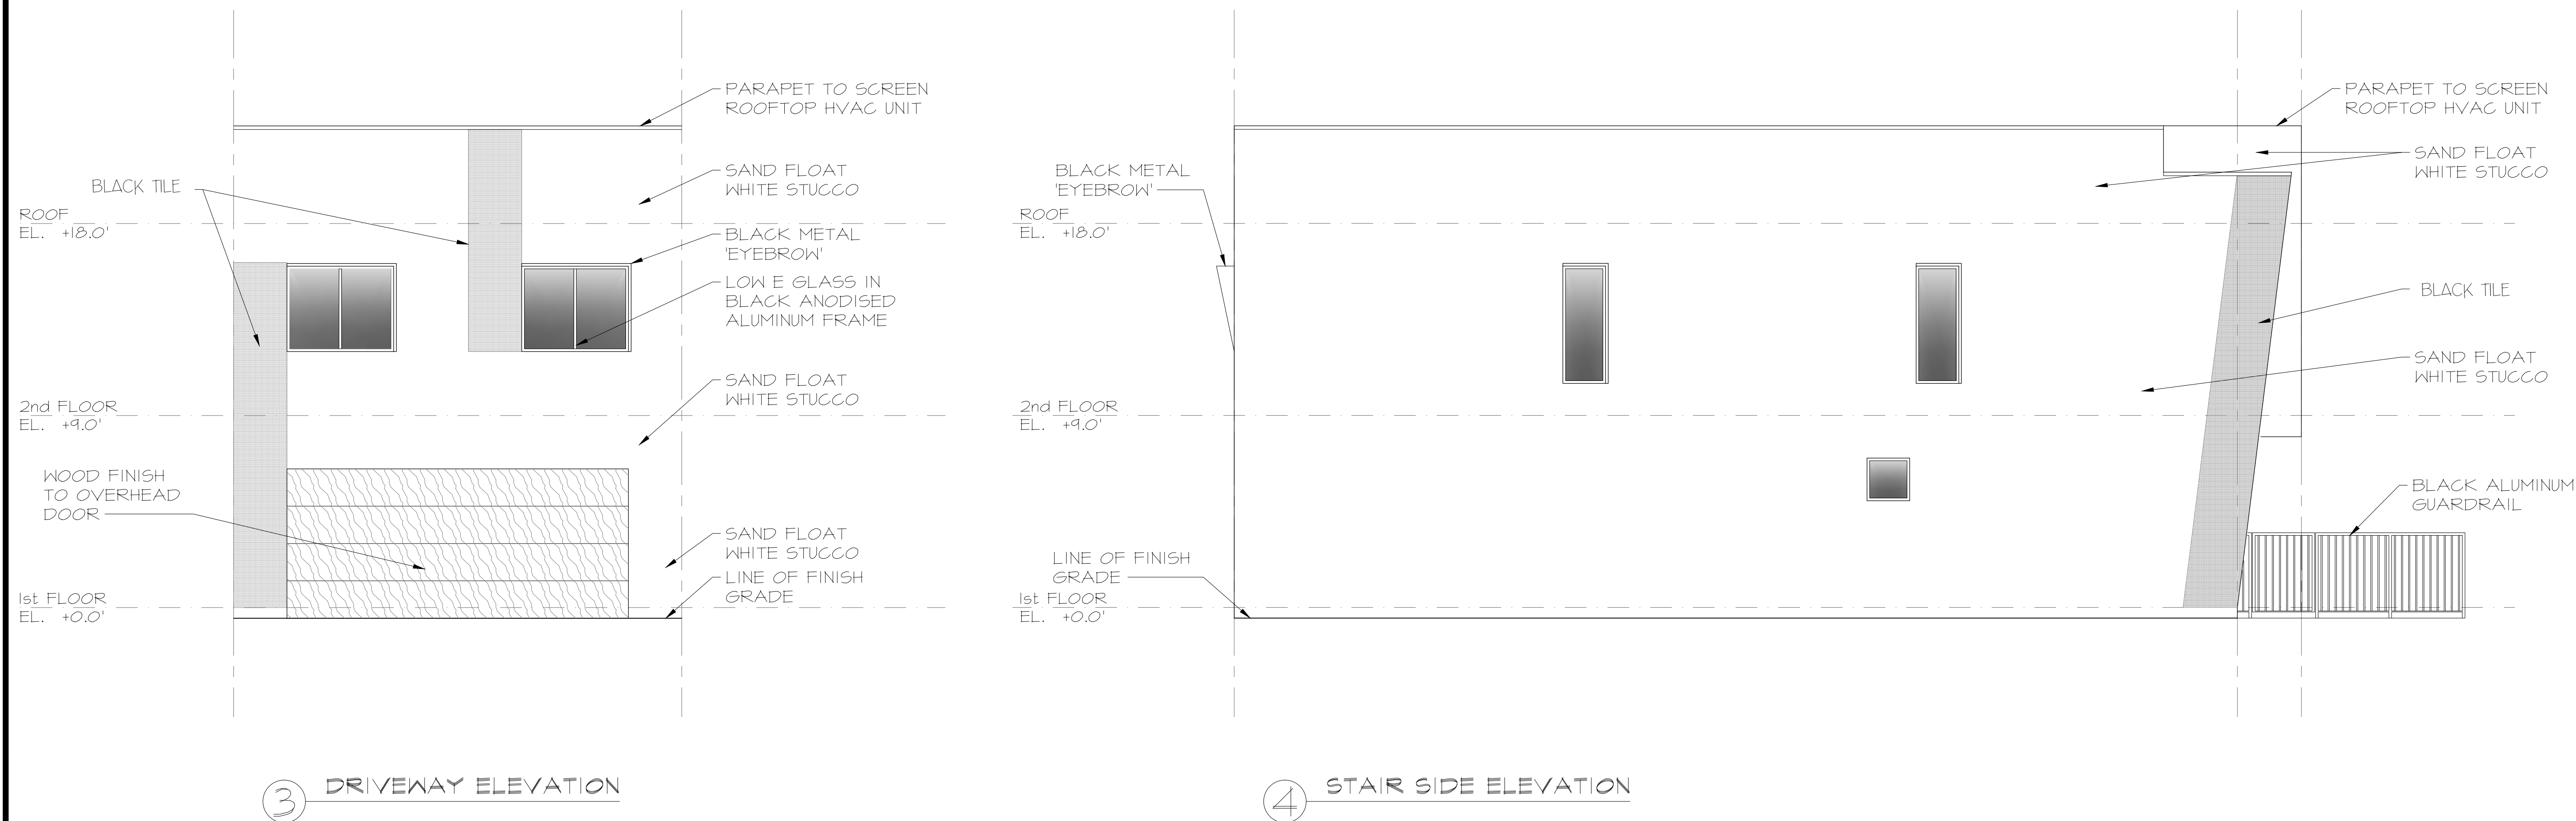 PARAPET TO SCREEN
ROOFTOP HVAC UNIT
SAND FLOAT
WHITE STUCCO
BLACK TILE
ROOF
EL. +18.0'
BLACK METAL
'EYEBROW'
LOW E GLASS IN
BLACK ANODISED
ALUMINUM FRAME
SAND FLOAT
WHITE STUCCO
2nd FLOOR
EL. +9.0'
WOOD FINISH
TO OVERHEAD
DOOR
SAND FLOAT
WHITE STUCCO
LINE OF FINISH
GRADE
1st FLOOR
EL. +0.0'
3 DRIVEWAY ELEVATION
PARAPET TO SCREEN
ROOFTOP HVAC UNIT
SAND FLOAT
WHITE STUCCO
BLACK METAL
'EYEBROW'
ROOF
EL. +18.0'
BLACK TILE
SAND FLOAT
WHITE STUCCO
2nd FLOOR
EL. +9.0'
BLACK ALUMINUM
GUARDRAIL
LINE OF FINISH
GRADE
1st FLOOR
EL. +0.0'
4 STAIR SIDE ELEVATION